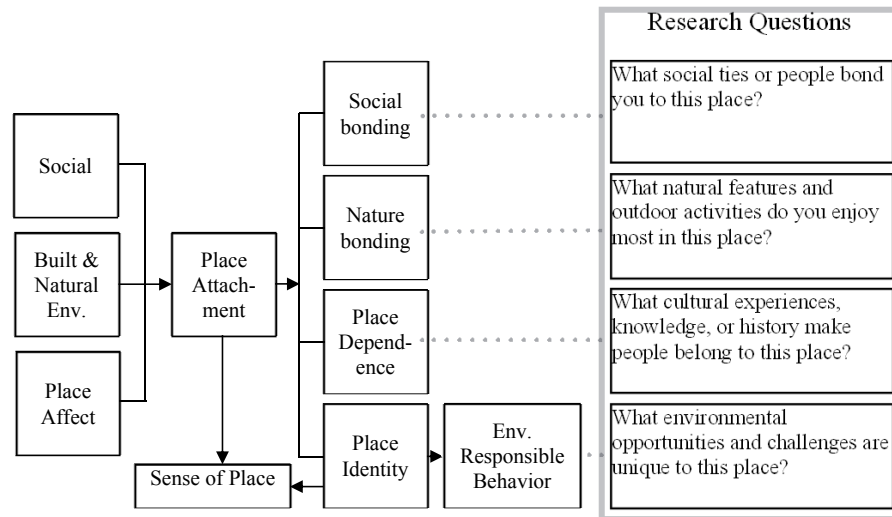 Research Questions
Social
bonding
What social ties or people bond
you to this place?
Social
Nature
bonding
What natural features and
outdoor activities do you enjoy
most in this place?
Built &
Natural
Env.
Place
Attach-
ment
Place
Depend-
ence
What cultural experiences,
knowledge, or history make
people belong to this place?
Place
Affect
Place
Identity
Env.
Responsible
Behavior
What environmental
opportunities and challenges are
unique to this place?
Sense of Place